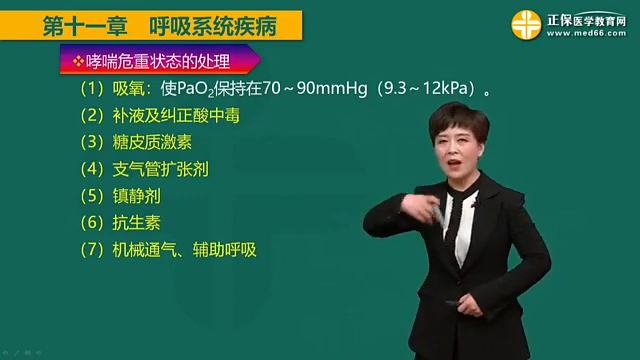 第十一章 呼吸系统疾病
正保医学教育网
www.med66.com
❖哮喘危重状态的处理
（1）吸氧：使PaO₂保持在70～90mmHg（9.3～12kPa）。
（2）补液及纠正酸中毒
（3）糖皮质激素
（4）支气管扩张剂
（5）镇静剂
（6）抗生素
（7）机械通气、辅助呼吸